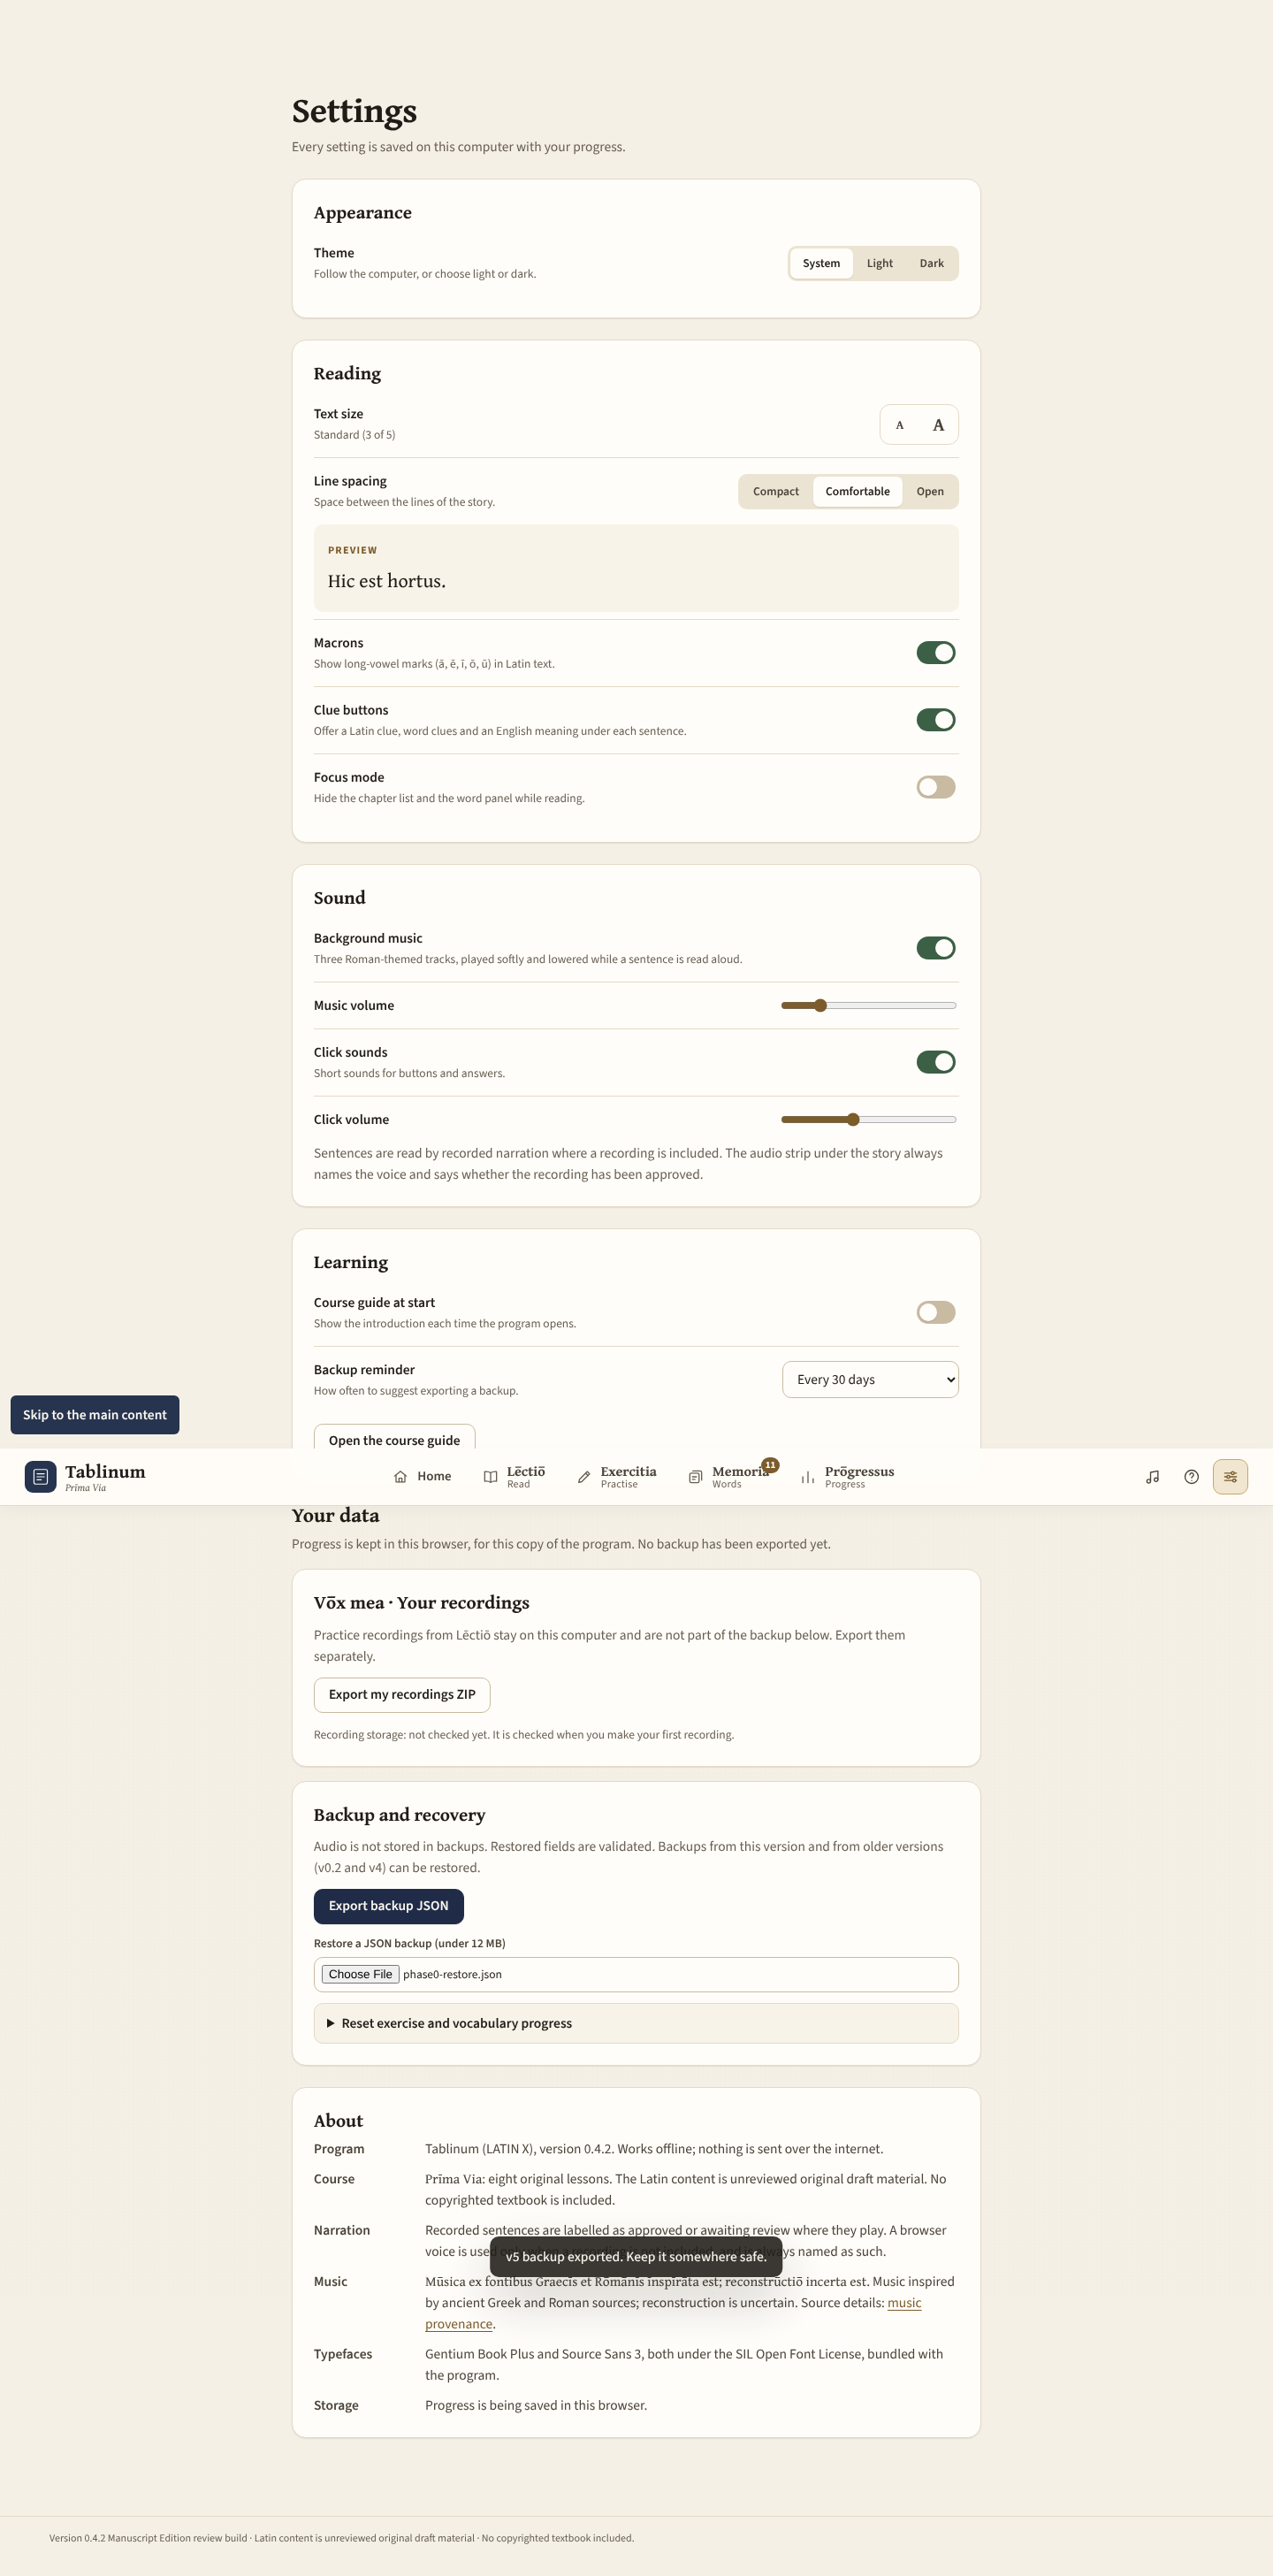 Settings
Every setting is saved on this computer with your progress.
Appearance
Theme
Follow the computer, or choose light or dark.
System Light Dark
Reading
Text size
Standard (3 of 5)
A A
Line spacing
Space between the lines of the story.
Compact Comfortable Open
PREVIEW
Hic est hortus.
Macrons
Show long-vowel marks (ā, ē, ī, ō, ū) in Latin text.
Clue buttons
Offer a Latin clue, word clues and an English meaning under each sentence.
Focus mode
Hide the chapter list and the word panel while reading.
Sound
Background music
Three Roman-themed tracks, played softly and lowered while a sentence is read aloud.
Music volume
Click sounds
Short sounds for buttons and answers.
Click volume
Sentences are read by recorded narration where a recording is included. The audio strip under the story always
names the voice and says whether the recording has been approved.
Learning
Course guide at start
Show the introduction each time the program opens.
Backup reminder
How often to suggest exporting a backup.
Every 30 days
Skip to the main content
Open the course guide
Tablinum
Prīma Via
Home
Lēctiō
Read
Exercitia
Practise
Memoria
Words
11
Prōgressus
Progress
Your data
Progress is kept in this browser, for this copy of the program. No backup has been exported yet.
Vōx mea · Your recordings
Practice recordings from Lēctiō stay on this computer and are not part of the backup below. Export them
separately.
Export my recordings ZIP
Recording storage: not checked yet. It is checked when you make your first recording.
Backup and recovery
Audio is not stored in backups. Restored fields are validated. Backups from this version and from older versions
(v0.2 and v4) can be restored.
Export backup JSON
Restore a JSON backup (under 12 MB)
Choose File phase0-restore.json
Reset exercise and vocabulary progress
About
Program Tablinum (LATIN X), version 0.4.2. Works offline; nothing is sent over the internet.
Course Prīma Via: eight original lessons. The Latin content is unreviewed original draft material. No
copyrighted textbook is included.
Narration Recorded sentences are labelled as approved or awaiting review where they play. A browser
voice is used only when a recording is not included, and is always named as such.
v5 backup exported. Keep it somewhere safe.
Music Mūsica ex fontibus Graecis et Rōmānis inspīrāta est; reconstrūctiō incerta est. Music inspired
by ancient Greek and Roman sources; reconstruction is uncertain. Source details: music
provenance.
Typefaces Gentium Book Plus and Source Sans 3, both under the SIL Open Font License, bundled with
the program.
Storage Progress is being saved in this browser.
Version 0.4.2 Manuscript Edition review build · Latin content is unreviewed original draft material · No copyrighted textbook included.